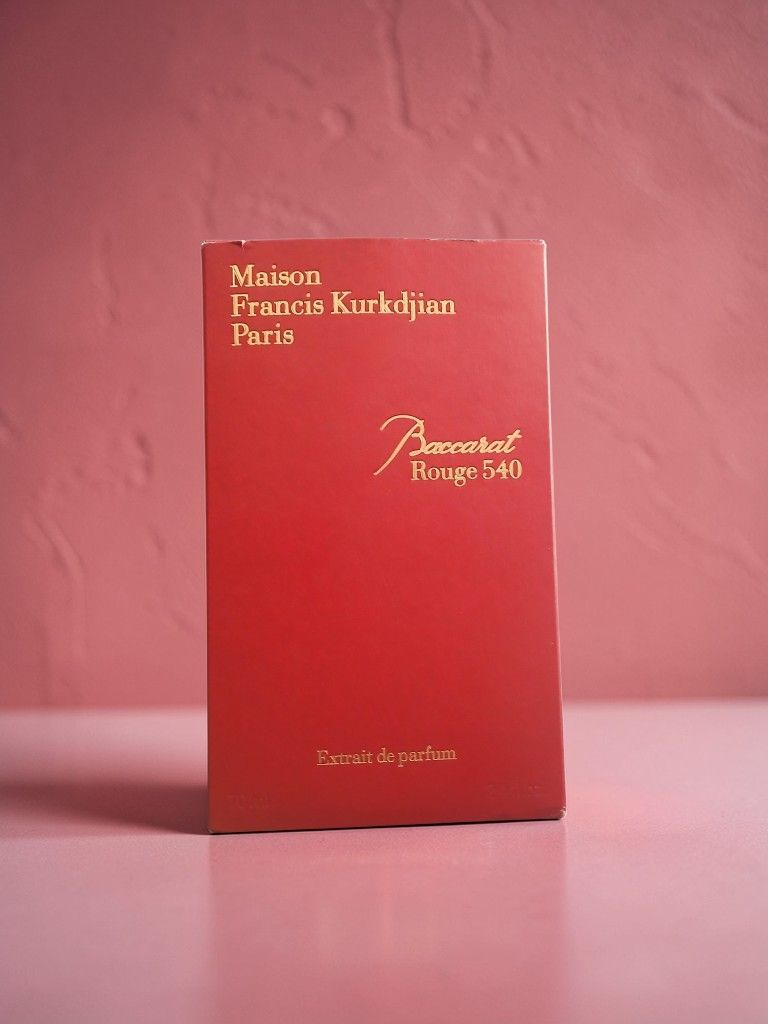 Maison
Francis Kurkdjian
Paris
Baccarat
Rouge 540
Extrait de parfum